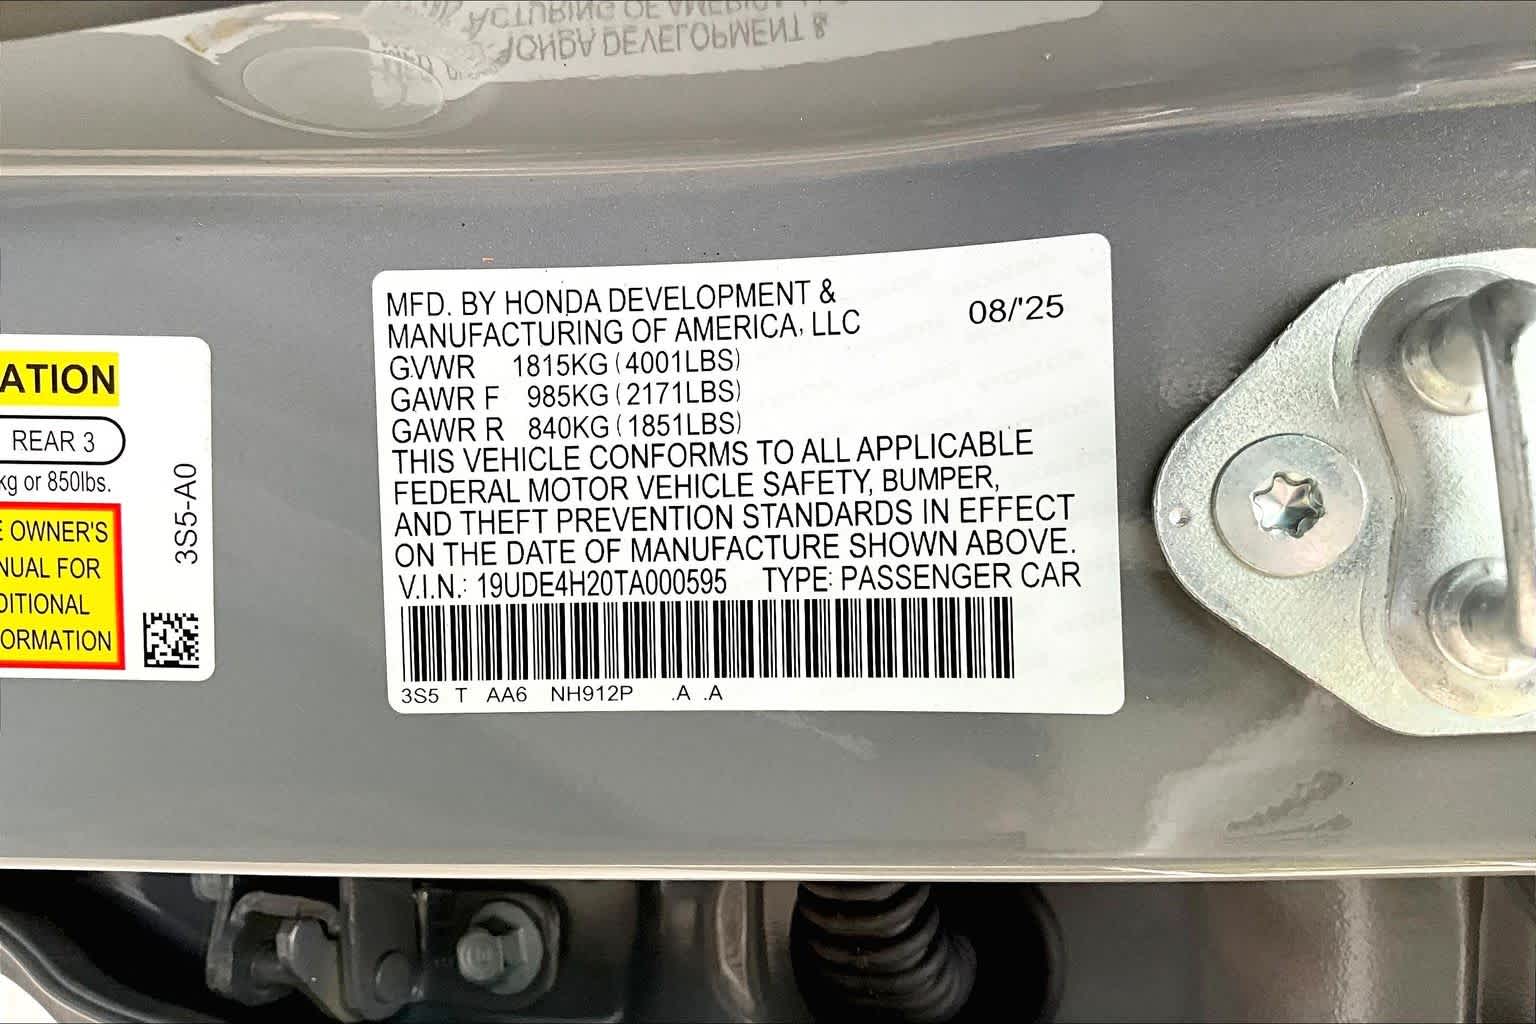 ATION
REAR 3
kg or 850lbs.
E OWNER'S
NUAL FOR
DITIONAL
ORMATION
3S5-A0
MFD. BY HONDA DEVELOPMENT &
MANUFACTURING OF AMERICA, LLC
08/'25
GVWR 1815KG (4001LBS)
GAWR F 985KG (2171LBS)
GAWR R 840KG (1851LBS)
THIS VEHICLE CONFORMS TO ALL APPLICABLE
FEDERAL MOTOR VEHICLE SAFETY, BUMPER,
AND THEFT PREVENTION STANDARDS IN EFFECT
ON THE DATE OF MANUFACTURE SHOWN ABOVE.
V.I.N.: 19UDE4H20TA000595 TYPE: PASSENGER CAR
3S5 T AA6 NH912P .A .A